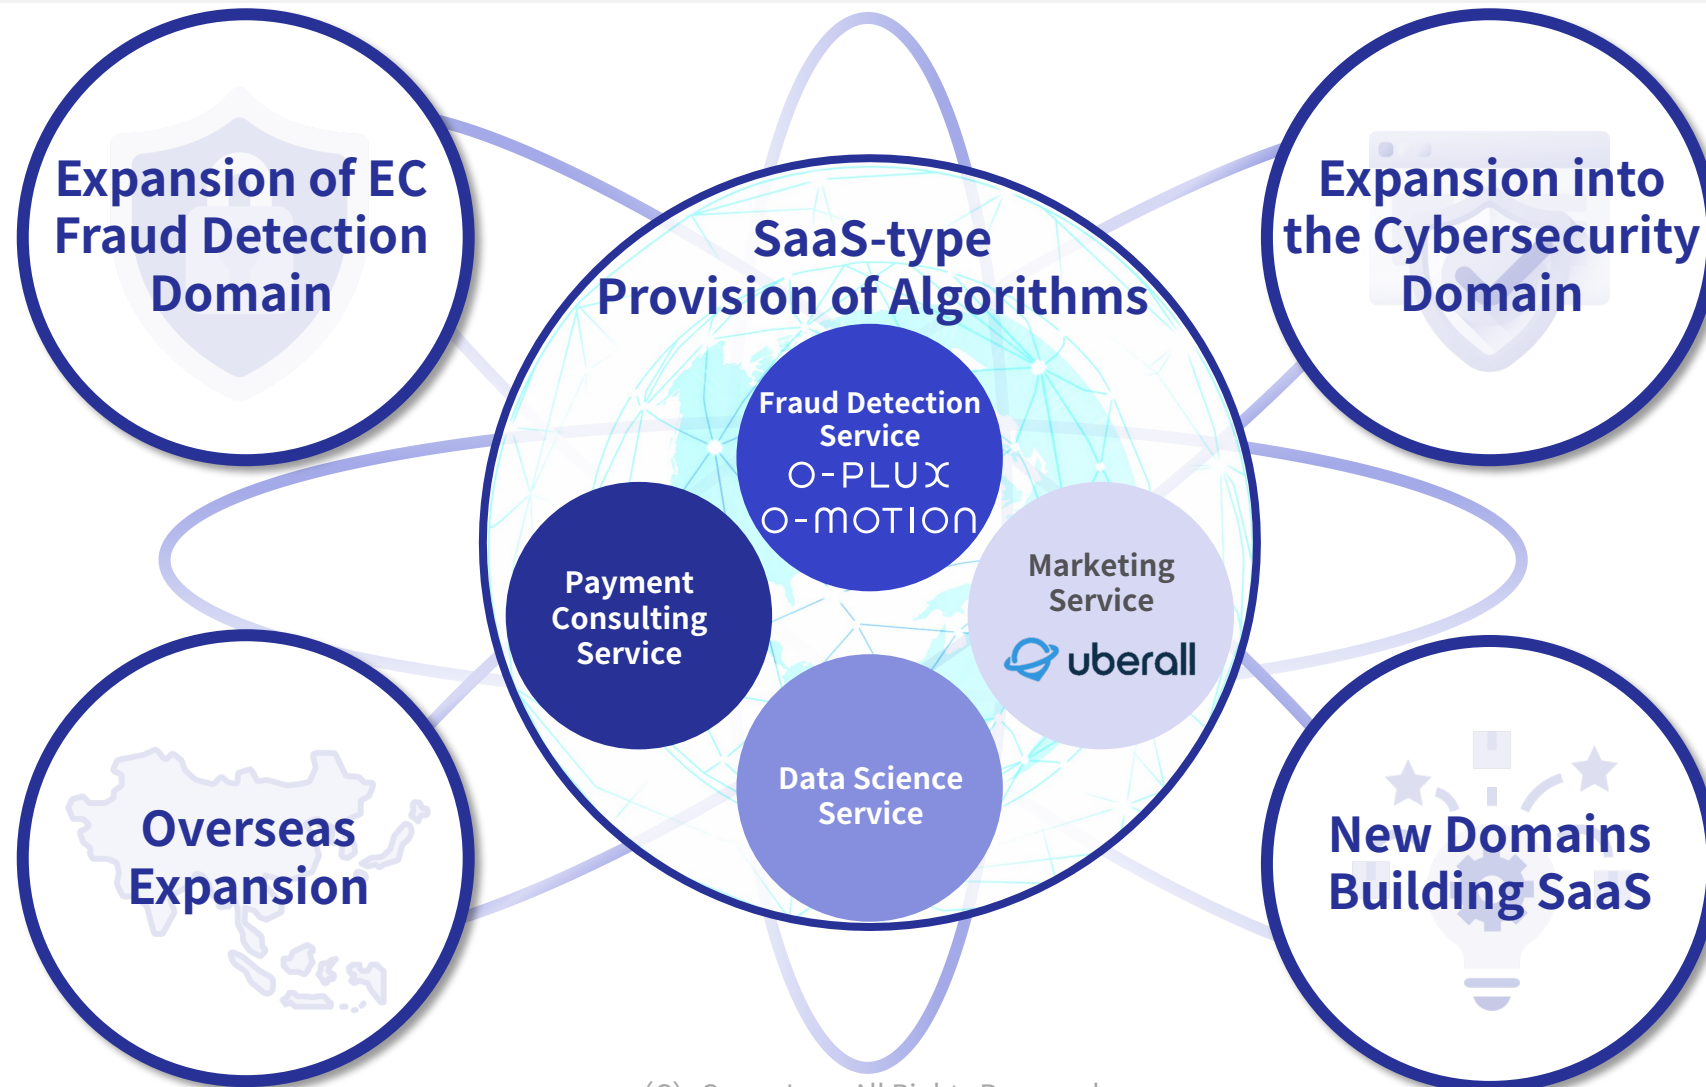 Expansion of EC
Fraud Detection
Domain
Expansion into
the Cybersecurity
Domain
SaaS-type
Provision of Algorithms
Fraud Detection
Service
O-PLUX
O-MOTION
Payment
Consulting
Service
Marketing
Service
uberall
Data Science
Service
Overseas
Expansion
New Domains
Building SaaS